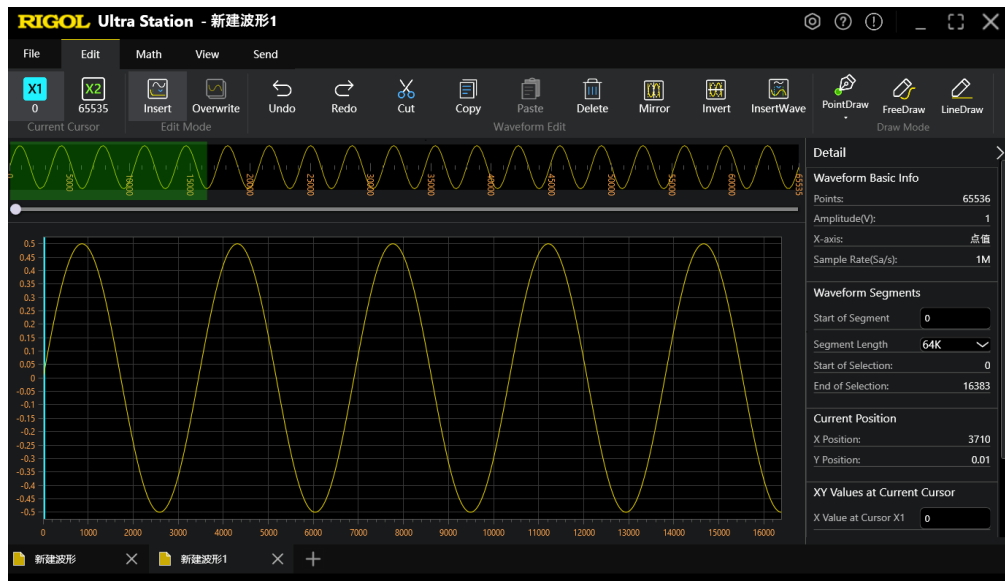 RIGOL Ultra Station - 新建波形1
File Edit Math View Send
X1 X2
0 65535 Insert Overwrite Undo Redo Cut Copy Paste Delete Mirror Invert InsertWave PointDraw FreeDraw LineDraw
Current Cursor Edit Mode Waveform Edit Draw Mode
0 5000 10000 15000 20000 25000 30000 35000 40000 45000 50000 55000 60000 65535
0.5
0.45
0.4
0.35
0.3
0.25
0.2
0.15
0.1
0.05
0
-0.05
-0.1
-0.15
-0.2
-0.25
-0.3
-0.35
-0.4
-0.45
-0.5
0 1000 2000 3000 4000 5000 6000 7000 8000 9000 10000 11000 12000 13000 14000 15000 16000
Detail
Waveform Basic Info
Points: 65536
Amplitude(V): 1
X-axis: 点值
Sample Rate(Sa/s): 1M
Waveform Segments
Start of Segment 0
Segment Length 64K
Start of Selection: 0
End of Selection: 16383
Current Position
X Position: 3710
Y Position: 0.01
XY Values at Current Cursor
X Value at Cursor X1 0
新建波形 新建波形1